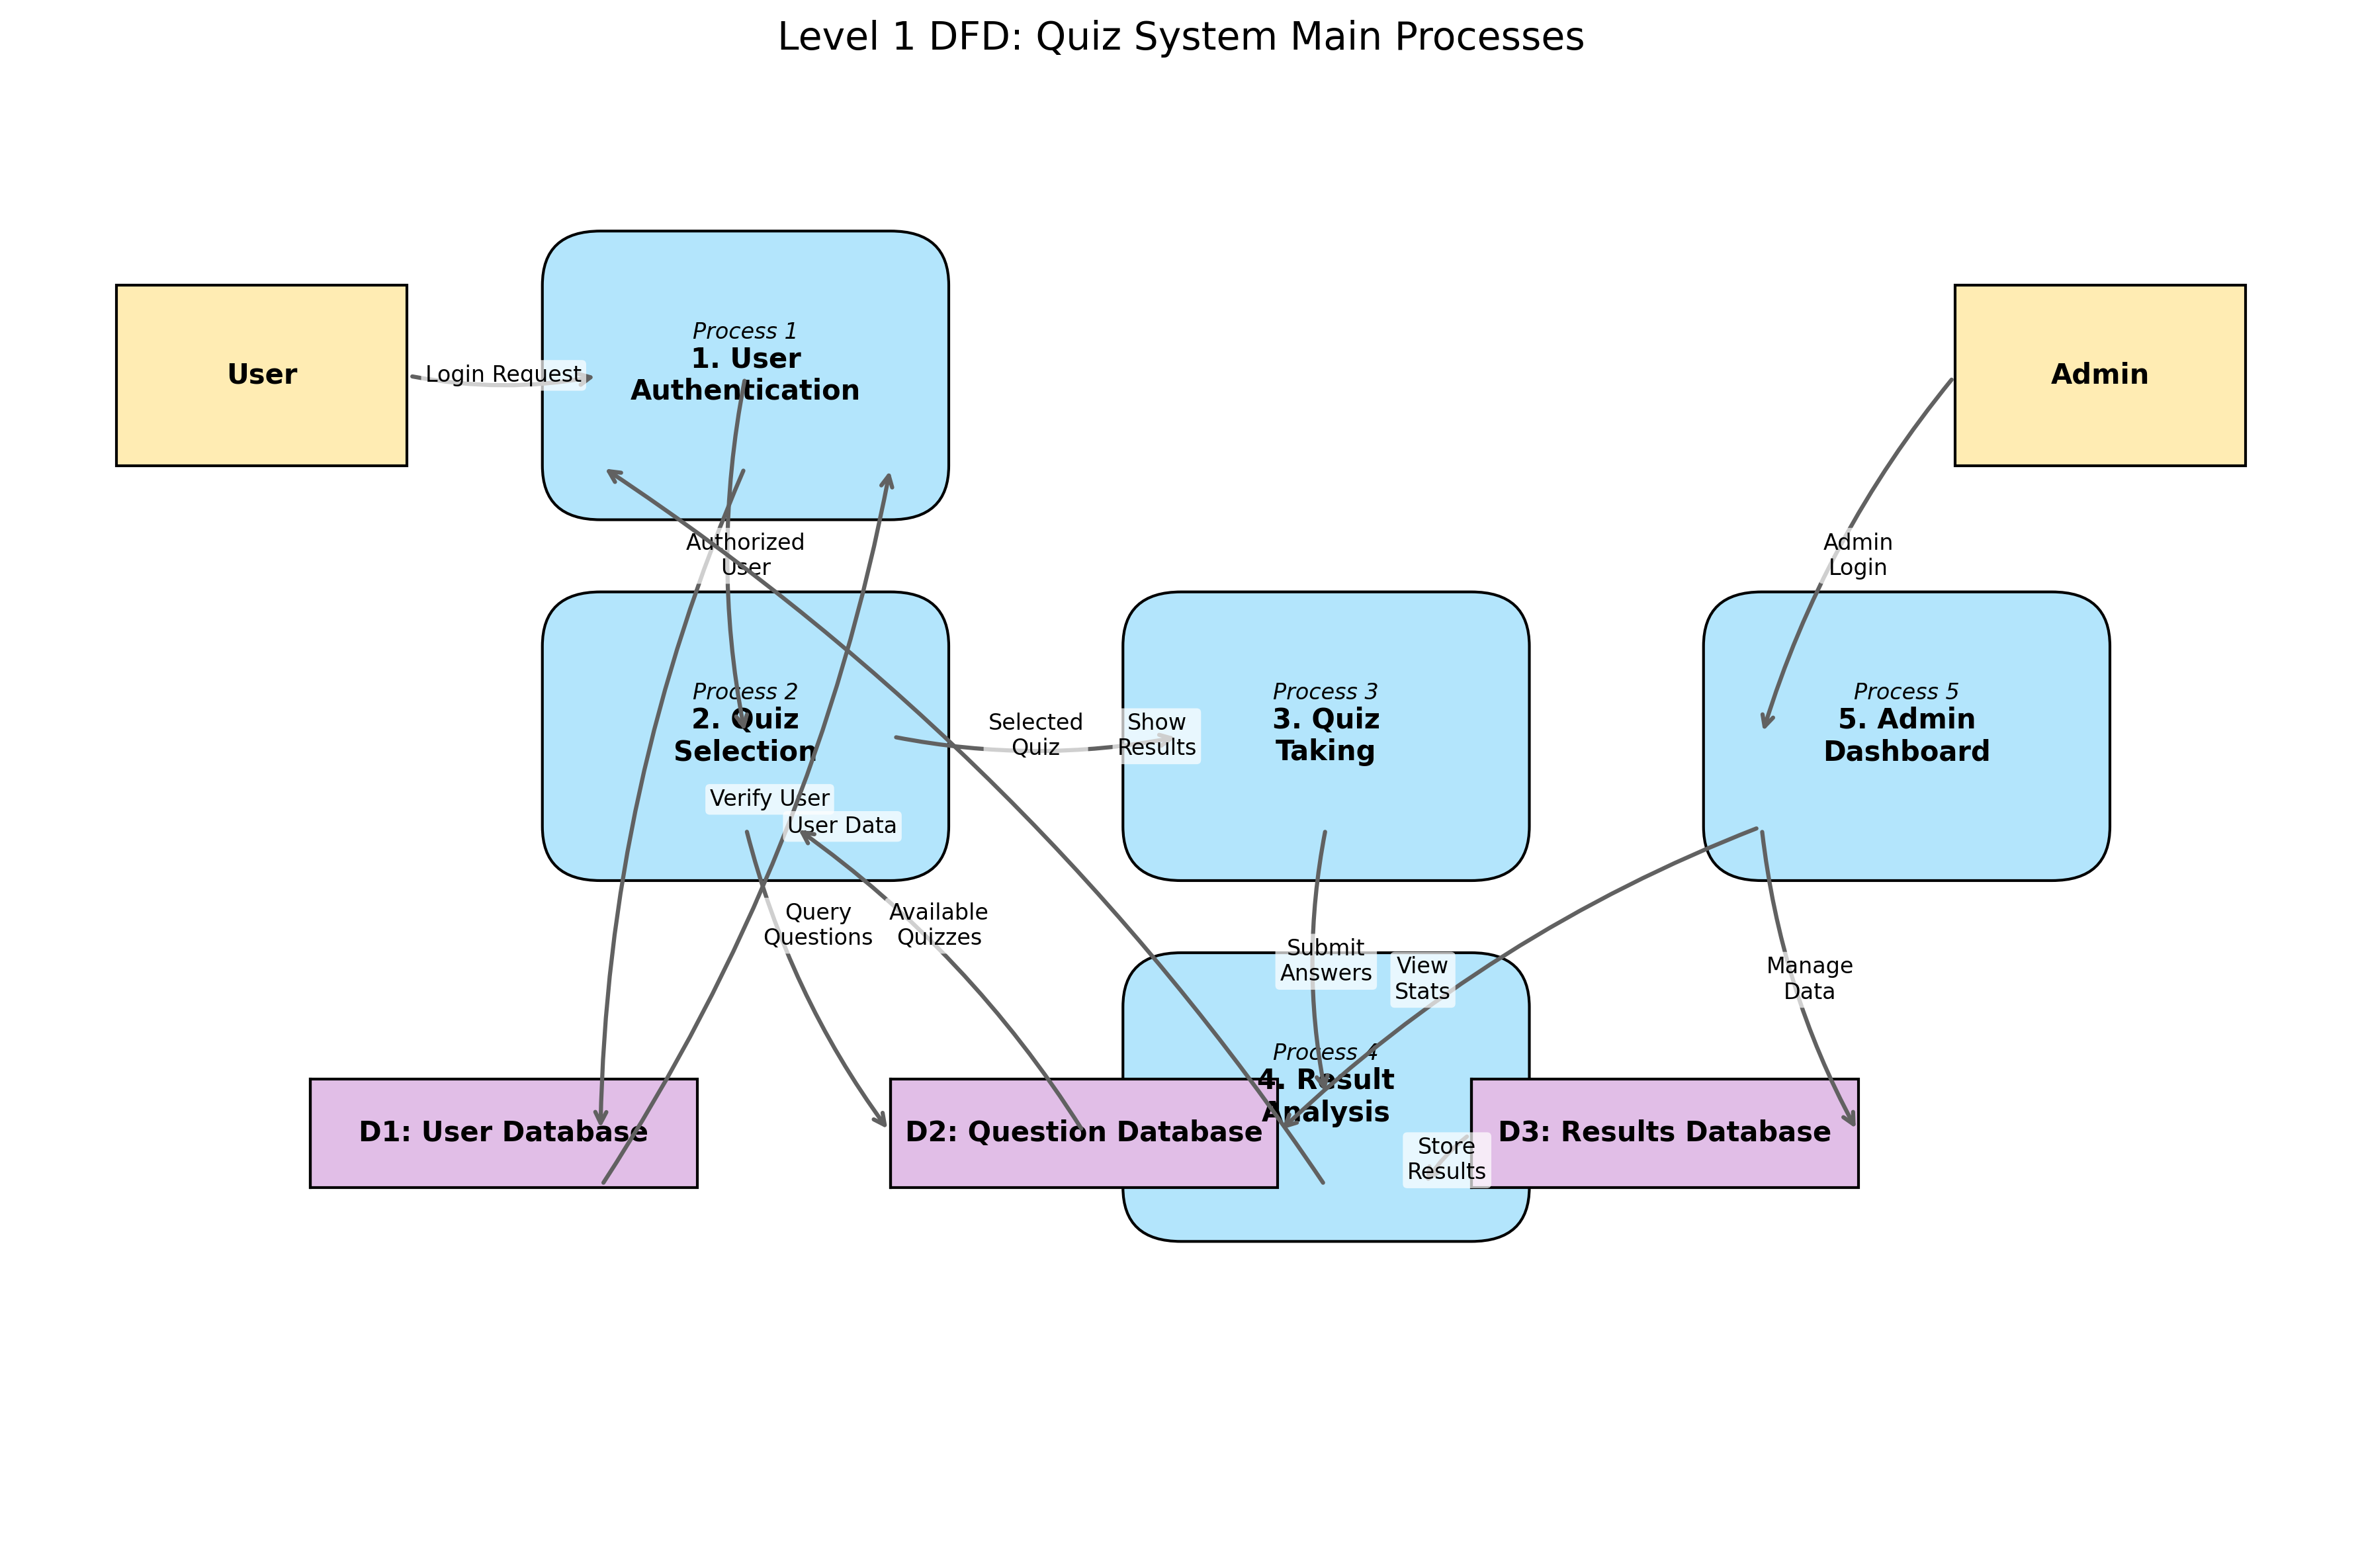 Level 1 DFD: Quiz System Main Processes
User
Login Request
Process 1
1. User
Authentication
Admin
Authorized
User
Admin
Login
Process 2
2. Quiz
Selection
Selected
Quiz
Show
Results
Process 3
3. Quiz
Taking
Process 5
5. Admin
Dashboard
Verify User
User Data
Query
Questions
Available
Quizzes
Submit
Answers
View
Stats
Manage
Data
Process 4
4. Result
Analysis
D1: User Database
D2: Question Database
Store
Results
D3: Results Database